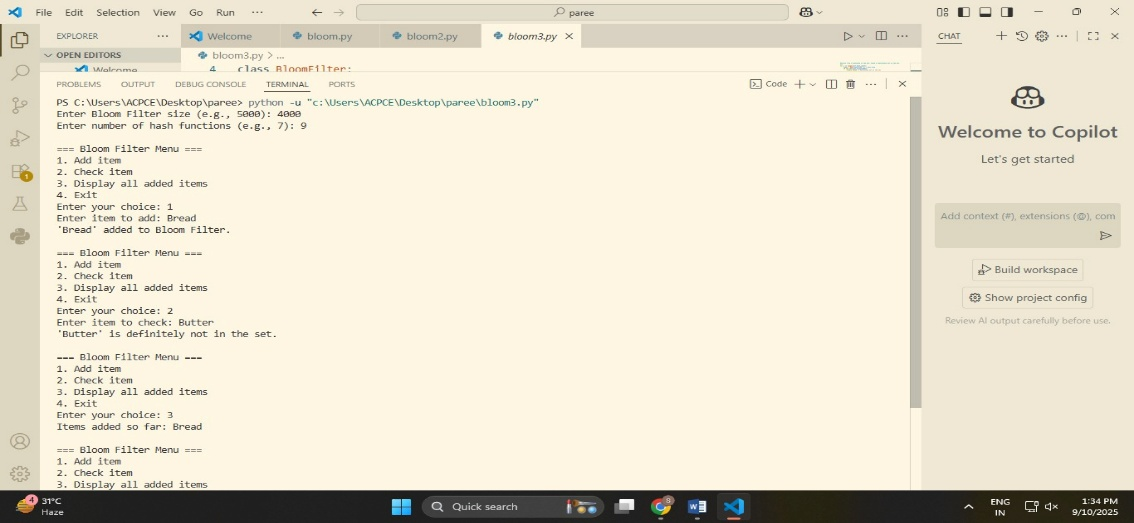 File Edit Selection View Go Run ··· paree
EXPLORER ··· Welcome bloom.py bloom2.py bloom3.py
OPEN EDITORS bloom3.py > ...
Welcome 4 class BloomFilter:
PROBLEMS OUTPUT DEBUG CONSOLE TERMINAL PORTS Code
PS C:\Users\ACPCE\Desktop\paree> python -u "c:\Users\ACPCE\Desktop\paree\bloom3.py"
Enter Bloom Filter size (e.g., 5000): 4000
Enter number of hash functions (e.g., 7): 9
=== Bloom Filter Menu ===
1. Add item
2. Check item
3. Display all added items
4. Exit
Enter your choice: 1
Enter item to add: Bread
'Bread' added to Bloom Filter.
=== Bloom Filter Menu ===
1. Add item
2. Check item
3. Display all added items
4. Exit
Enter your choice: 2
Enter item to check: Butter
'Butter' is definitely not in the set.
=== Bloom Filter Menu ===
1. Add item
2. Check item
3. Display all added items
4. Exit
Enter your choice: 3
Items added so far: Bread
=== Bloom Filter Menu ===
1. Add item
2. Check item
3. Display all added items
CHAT
Welcome to Copilot
Let's get started
Add context (#), extensions (@), com
Build workspace
Show project config
Review AI output carefully before use.
1
4
31°C
Haze
Quick search
ENG
IN
1:34 PM
9/10/2025